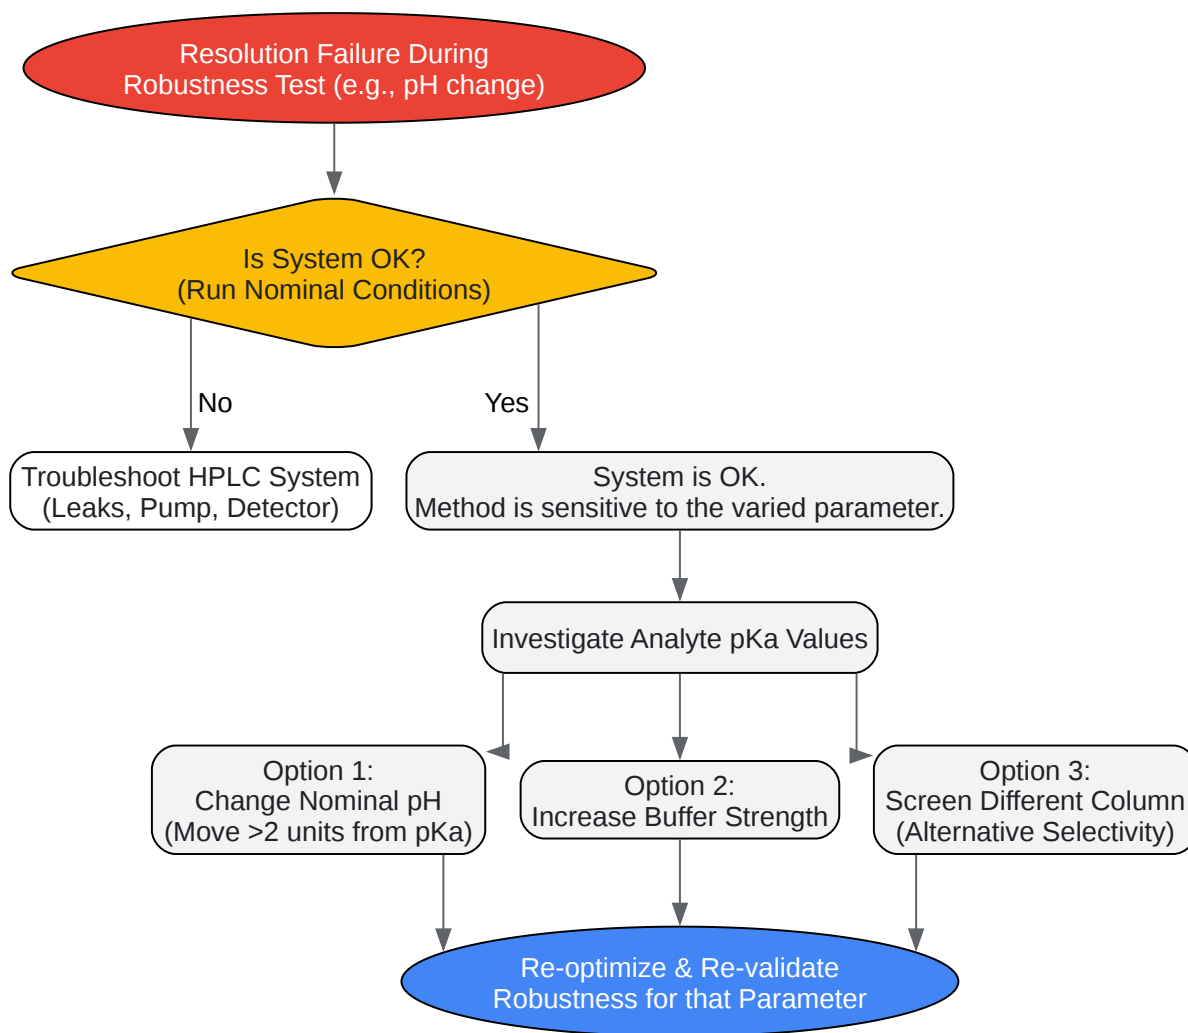 Resolution Failure During
Robustness Test (e.g., pH change)
Is System OK?
(Run Nominal Conditions)
No
Yes
Troubleshoot HPLC System
(Leaks, Pump, Detector)
System is OK.
Method is sensitive to the varied parameter.
Investigate Analyte pKa Values
Option 1:
Change Nominal pH
(Move >2 units from pKa)
Option 2:
Increase Buffer Strength
Option 3:
Screen Different Column
(Alternative Selectivity)
Re-optimize & Re-validate
Robustness for that Parameter